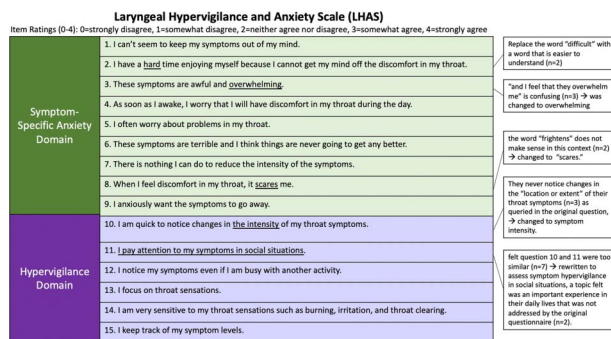 Laryngeal Hypervigilance and Anxiety Scale (LHAS)
Item Ratings (0-4): 0=strongly disagree, 1=somewhat disagree, 2=neither agree nor disagree, 3=somewhat agree, 4=strongly agree
Symptom-
Specific Anxiety
Domain
1. I can't seem to keep my symptoms out of my mind.
2. I have a hard time enjoying myself because I cannot get my mind off the discomfort in my throat.
3. These symptoms are awful and overwhelming.
4. As soon as I awake, I worry that I will have discomfort in my throat during the day.
5. I often worry about problems in my throat.
6. These symptoms are terrible and I think things are never going to get any better.
7. There is nothing I can do to reduce the intensity of the symptoms.
8. When I feel discomfort in my throat, it scares me.
9. I anxiously want the symptoms to go away.
Hypervigilance
Domain
10. I am quick to notice changes in the intensity of my throat symptoms.
11. I pay attention to my symptoms in social situations.
12. I notice my symptoms even if I am busy with another activity.
13. I focus on throat sensations.
14. I am very sensitive to my throat sensations such as burning, irritation, and throat clearing.
15. I keep track of my symptom levels.
Replace the word "difficult" with
a word that is easier to
understand (n=2)
"and I feel that they overwhelm
me" is confusing (n=3) → was
changed to overwhelming
the word "frightens" does not
make sense in this context (n=2)
→ changed to "scares."
They never notice changes in
the "location or extent" of their
throat symptoms (n=3) as
queried in the original question,
→ changed to symptom
intensity.
felt question 10 and 11 were too
similar (n=7) → rewritten to
assess symptom hypervigilance
in social situations, a topic felt
was an important experience in
their daily lives that was not
addressed by the original
questionnaire (n=2).